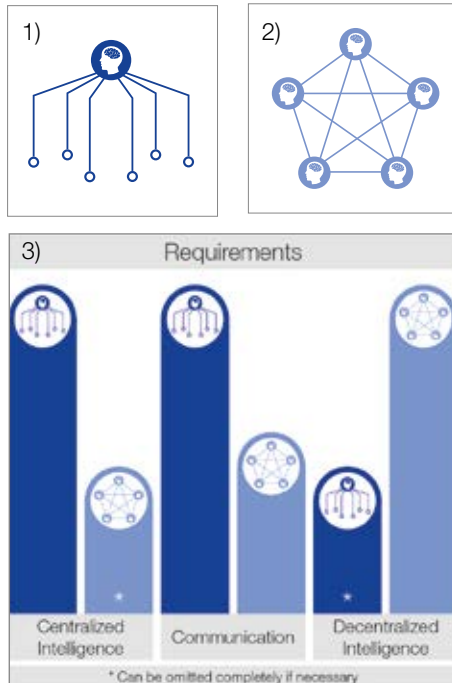 1)
2)
3)
Requirements
*
*
Centralized
Intelligence
Communication
Decentralized
Intelligence
* Can be omitted completely if necessary